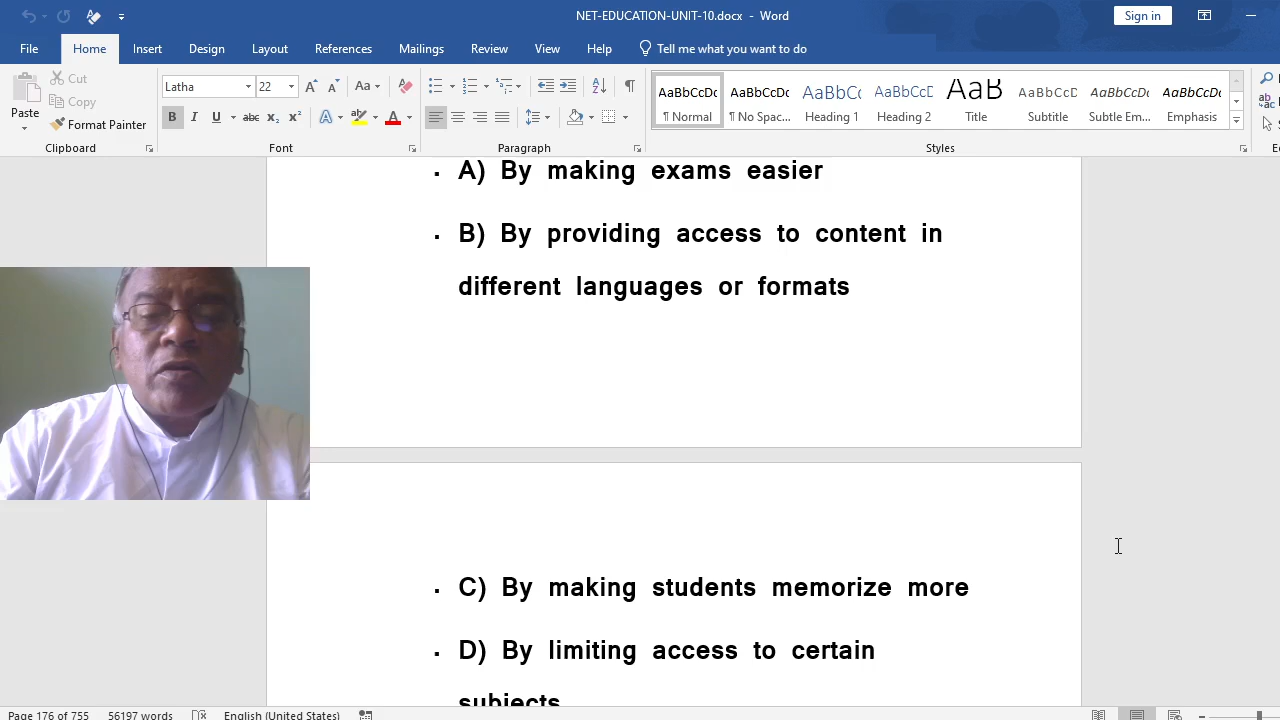 NET-EDUCATION-UNIT-10.docx - Word
Sign in
File Home Insert Design Layout References Mailings Review View Help Tell me what you want to do
Paste
Cut
Copy
Format Painter
Latha 22
AaBbCcDc AaBbCcDc AaBbC AaBbCcD AaB AaBbCcD AaBbCcD AaBbCcDc
¶ Normal ¶ No Spac... Heading 1 Heading 2 Title Subtitle Subtle Em... Emphasis
Clipboard Font Paragraph Styles
A) By making exams easier
B) By providing access to content in
different languages or formats
C) By making students memorize more
D) By limiting access to certain
subjects
Page 176 of 755 56197 words English (United States)